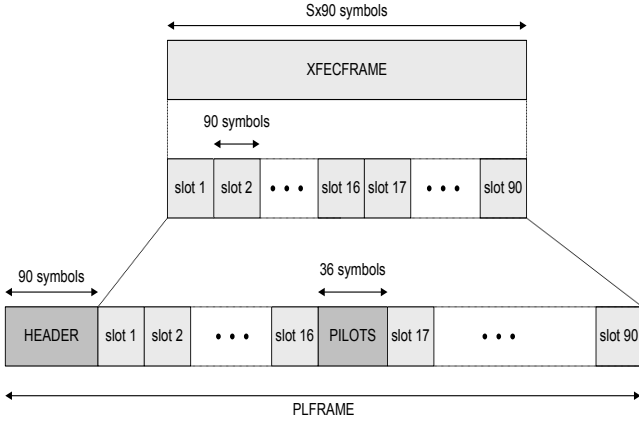 Sx90 symbols
XFECFRAME
90 symbols
slot 1 slot 2 • • • slot 16 slot 17 • • • slot 90
90 symbols 36 symbols
HEADER slot 1 slot 2 • • • slot 16 PILOTS slot 17 • • • slot 90
PLFRAME